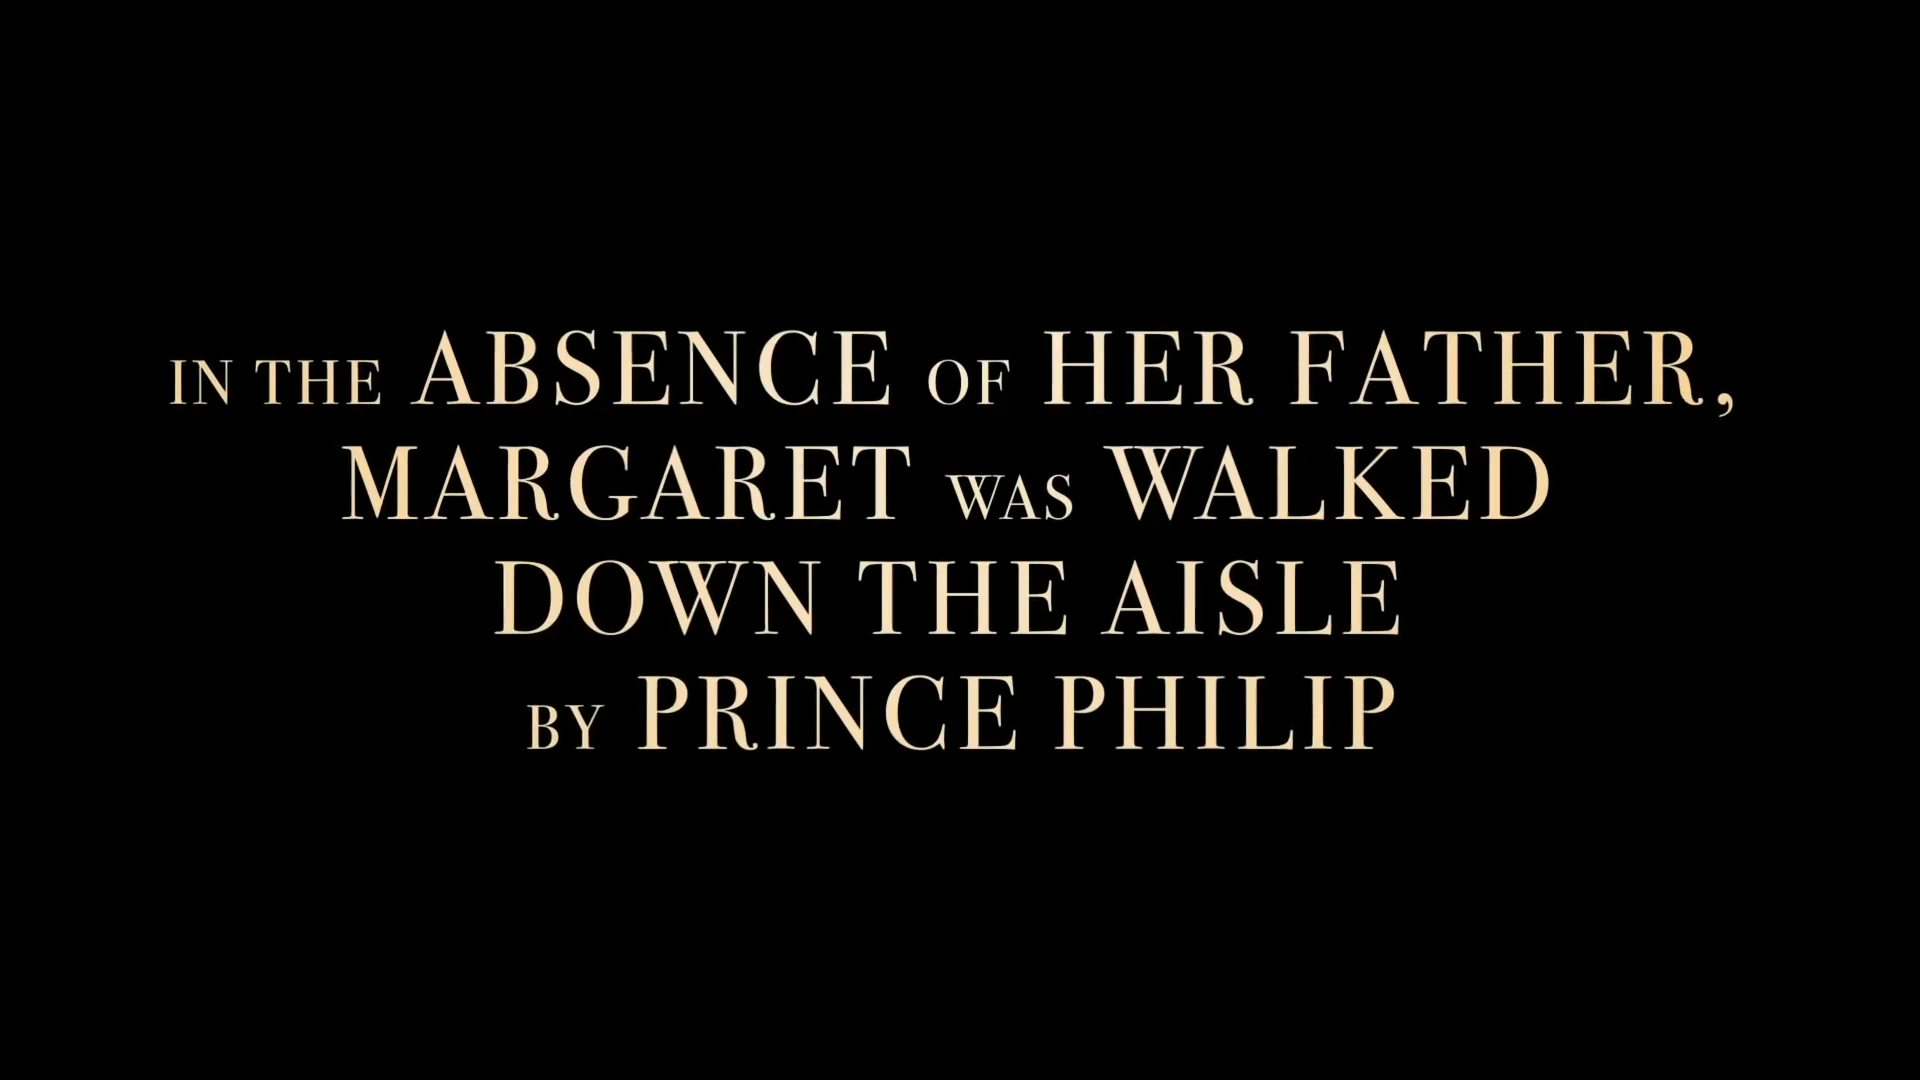 IN THE ABSENCE OF HER FATHER,
MARGARET WAS WALKED
DOWN THE AISLE
BY PRINCE PHILIP